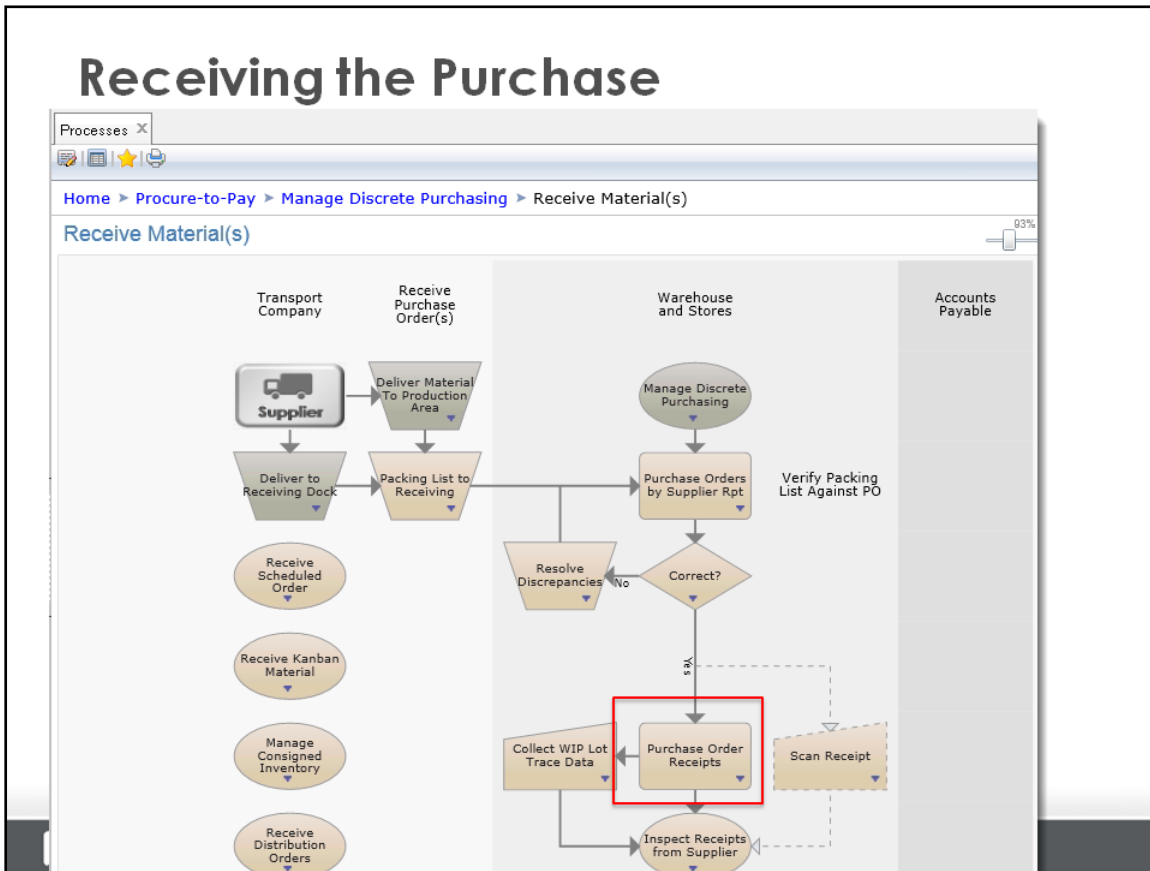 Receiving the Purchase
Processes X
Home ➤ Procure-to-Pay ➤ Manage Discrete Purchasing ➤ Receive Material(s)
Receive Material(s)
93%
Transport
Company
Receive
Purchase
Order(s)
Warehouse
and Stores
Accounts
Payable
Supplier
Deliver Material
To Production
Area
Manage Discrete
Purchasing
Deliver to
Receiving Dock
Packing List to
Receiving
Purchase Orders
by Supplier Rpt
Verify Packing
List Against PO
Receive
Scheduled
Order
Resolve
Discrepancies
No
Correct?
Receive Kanban
Material
Yes
Manage
Consigned
Inventory
Collect WIP Lot
Trace Data
Purchase Order
Receipts
Scan Receipt
Receive
Distribution
Orders
Inspect Receipts
from Supplier